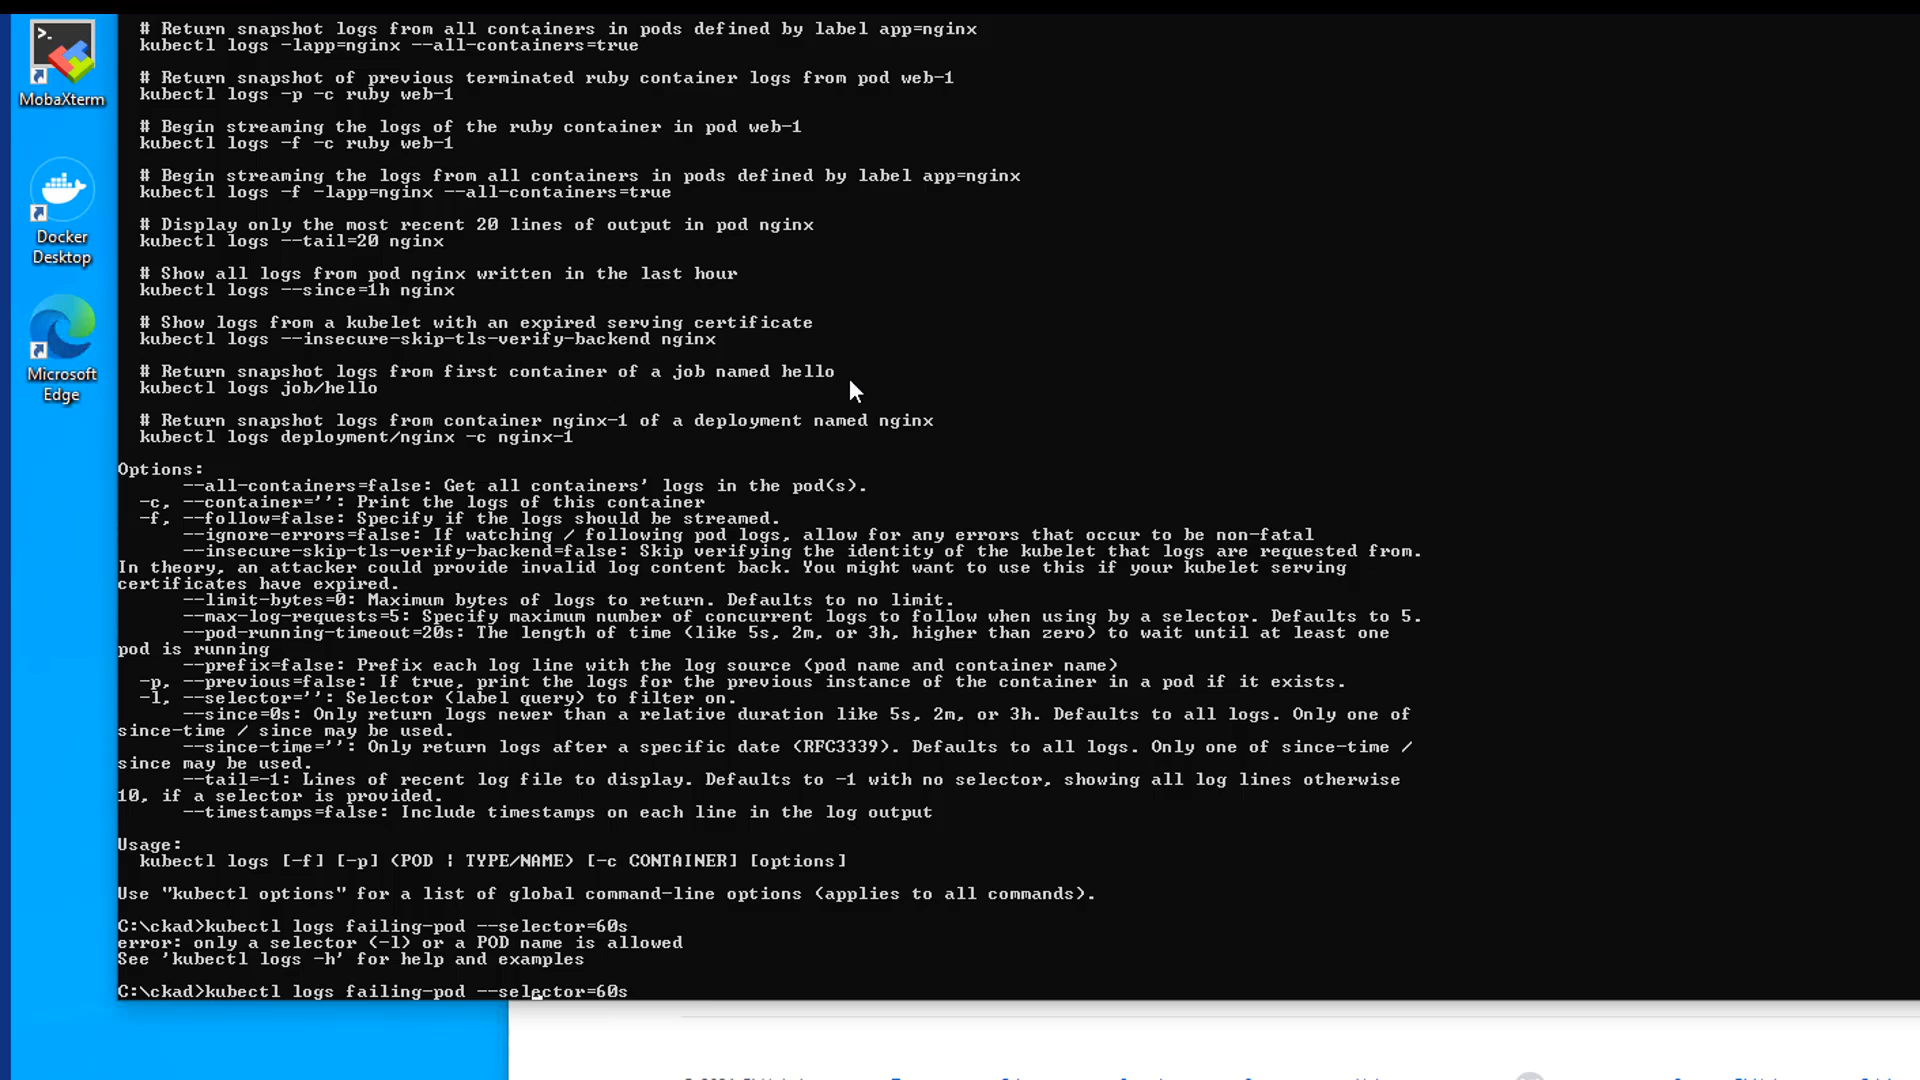 # Return snapshot logs from all containers in pods defined by label app=nginx
kubectl logs -lapp=nginx --all-containers=true
# Return snapshot of previous terminated ruby container logs from pod web-1
kubectl logs -p -c ruby web-1
# Begin streaming the logs of the ruby container in pod web-1
kubectl logs -f -c ruby web-1
# Begin streaming the logs from all containers in pods defined by label app=nginx
kubectl logs -f -lapp=nginx --all-containers=true
# Display only the most recent 20 lines of output in pod nginx
kubectl logs --tail=20 nginx
# Show all logs from pod nginx written in the last hour
kubectl logs --since=1h nginx
# Show logs from a kubelet with an expired serving certificate
kubectl logs --insecure-skip-tls-verify-backend nginx
# Return snapshot logs from first container of a job named hello
kubectl logs job/hello
# Return snapshot logs from container nginx-1 of a deployment named nginx
kubectl logs deployment/nginx -c nginx-1
Options:
--all-containers=false: Get all containers' logs in the pod(s).
-c, --container='': Print the logs of this container
-f, --follow=false: Specify if the logs should be streamed.
--ignore-errors=false: If watching / following pod logs, allow for any errors that occur to be non-fatal
--insecure-skip-tls-verify-backend=false: Skip verifying the identity of the kubelet that logs are requested from.
In theory, an attacker could provide invalid log content back. You might want to use this if your kubelet serving
certificates have expired.
--limit-bytes=0: Maximum bytes of logs to return. Defaults to no limit.
--max-log-requests=5: Specify maximum number of concurrent logs to follow when using by a selector. Defaults to 5.
--pod-running-timeout=20s: The length of time (like 5s, 2m, or 3h, higher than zero) to wait until at least one
pod is running
--prefix=false: Prefix each log line with the log source (pod name and container name)
-p, --previous=false: If true, print the logs for the previous instance of the container in a pod if it exists.
-l, --selector='': Selector (label query) to filter on.
--since=0s: Only return logs newer than a relative duration like 5s, 2m, or 3h. Defaults to all logs. Only one of
since-time / since may be used.
--since-time='': Only return logs after a specific date (RFC3339). Defaults to all logs. Only one of since-time /
since may be used.
--tail=-1: Lines of recent log file to display. Defaults to -1 with no selector, showing all log lines otherwise
10, if a selector is provided.
--timestamps=false: Include timestamps on each line in the log output
Usage:
kubectl logs [-f] [-p] (POD | TYPE/NAME) [-c CONTAINER] [options]
Use "kubectl options" for a list of global command-line options (applies to all commands).
C:\ckad>kubectl logs failing-pod --selector=60s
error: only a selector (-l) or a POD name is allowed
See 'kubectl logs -h' for help and examples
C:\ckad>kubectl logs failing-pod --selector=60s
MobaXterm
Docker
Desktop
Microsoft
Edge